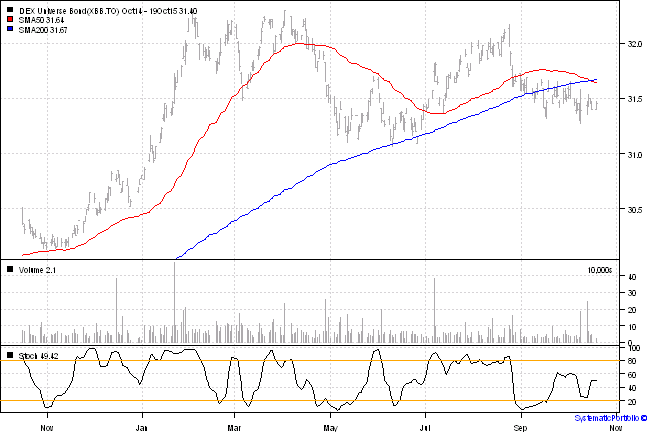 DEX Universe Bond(XBB.TO) Oct14 - 19Oct15 31.48
SMA50 31.64
SMA200 31.67
32.0
31.5
31.0
30.5
Volume 2.1
10,000s
40
30
20
10
0
Stoch 49.42
100
80
60
40
20
Nov
Jan
Mar
May
Jul
Sep
Nov
SystematicPortfolio ©